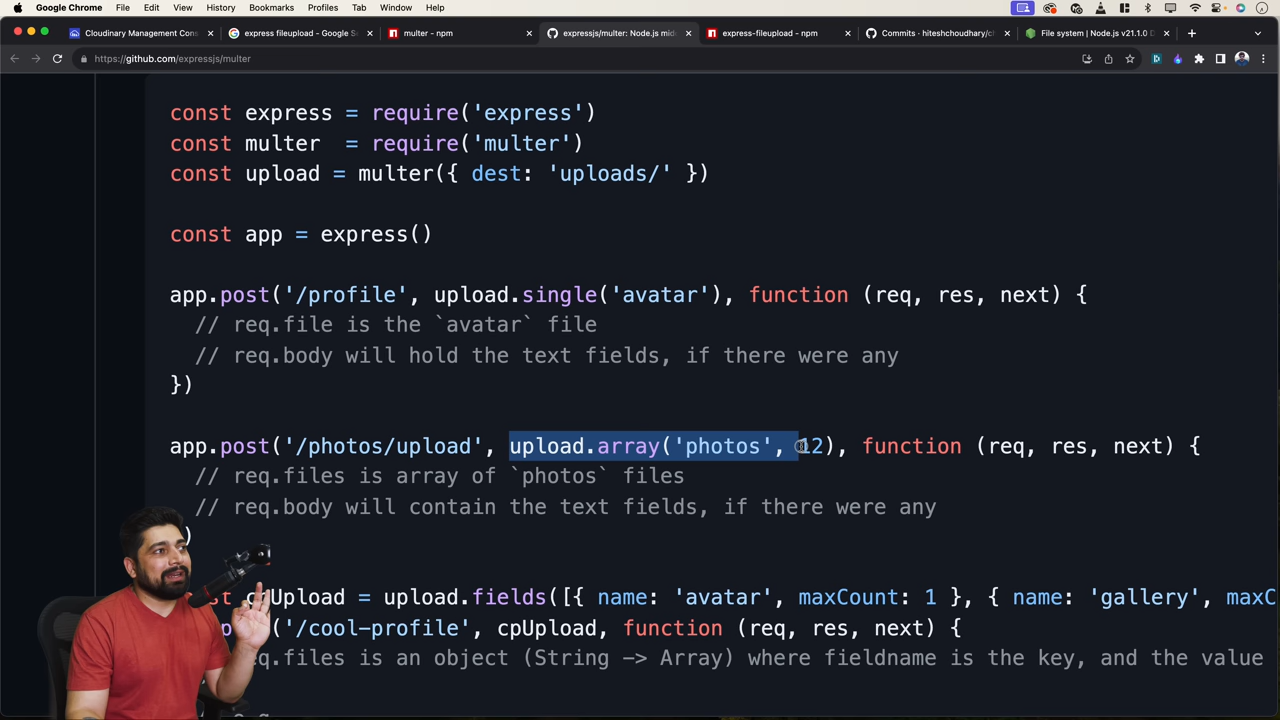 Google Chrome File Edit View History Bookmarks Profiles Tab Window Help
Cloudinary Management Cons express fileupload - Google S multer - npm expressjs/multer: Node.js mid express-fileupload - npm Commits · hiteshchoudhary/c File system | Node.js v21.1.0 D
https://github.com/expressjs/multer
const express = require('express')
const multer = require('multer')
const upload = multer({ dest: 'uploads/' })
const app = express()
app.post('/profile', upload.single('avatar'), function (req, res, next) {
// req.file is the `avatar` file
// req.body will hold the text fields, if there were any
})
app.post('/photos/upload', upload.array('photos', 12), function (req, res, next) {
// req.files is array of `photos` files
// req.body will contain the text fields, if there were any
)
cpUpload = upload.fields([{ name: 'avatar', maxCount: 1 }, { name: 'gallery', maxC
('/cool-profile', cpUpload, function (req, res, next) {
req.files is an object (String -> Array) where fieldname is the key, and the value